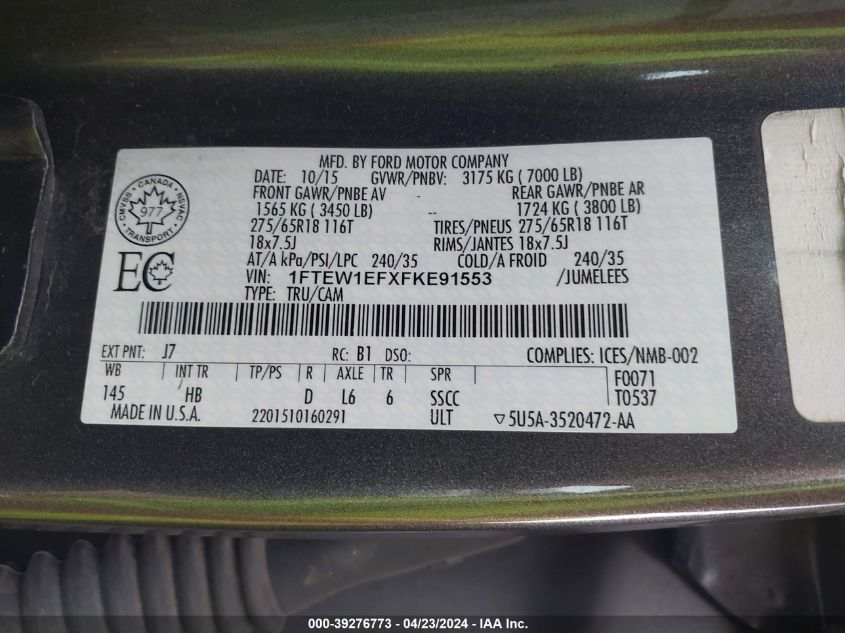 MFD. BY FORD MOTOR COMPANY
DATE: 10/15 GVWR/PNBV: 3175 KG ( 7000 LB)
FRONT GAWR/PNBE AV - REAR GAWR/PNBE AR
1565 KG ( 3450 LB) -- 1724 KG ( 3800 LB)
275/65R18 116T TIRES/PNEUS 275/65R18 116T
18x7.5J RIMS/JANTES 18x7.5J
AT/A kPa/PSI/LPC 240/35 COLD/A FROID 240/35
VIN: 1FTEW1EFXFKE91553 /JUMELEES
TYPE: TRU/CAM
CMVSS • CANADA • NSVAC
977
TRANSPORT
EC
EXT PNT: J7 RC: B1 DSO: COMPLIES: ICES/NMB-002
WB INT TR TP/PS R AXLE TR SPR F0071
145 HB D L6 6 SSCC T0537
MADE IN U.S.A. 2201510160291 ULT ▽5U5A-3520472-AA
000-39276773 - 04/23/2024 - IAA Inc.